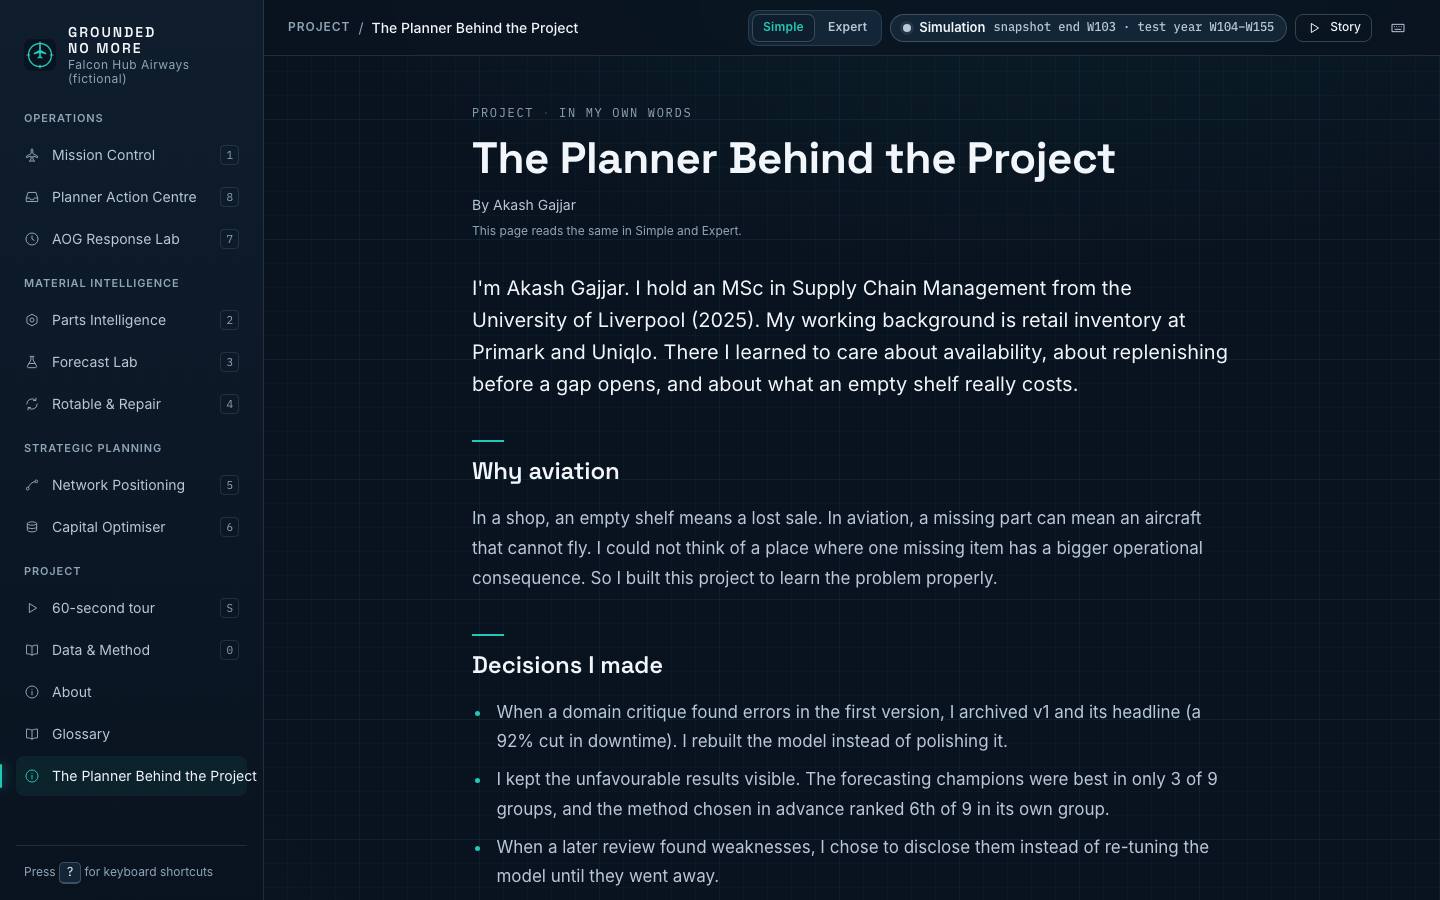 GROUNDED
NO MORE
Falcon Hub Airways
(fictional)
OPERATIONS
Mission Control 1
Planner Action Centre 8
AOG Response Lab 7
MATERIAL INTELLIGENCE
Parts Intelligence 2
Forecast Lab 3
Rotable & Repair 4
STRATEGIC PLANNING
Network Positioning 5
Capital Optimiser 6
PROJECT
60-second tour S
Data & Method 0
About
Glossary
The Planner Behind the Project
Press ? for keyboard shortcuts
PROJECT / The Planner Behind the Project
Simple Expert
Simulation snapshot end W103 · test year W104–W155
Story
PROJECT · IN MY OWN WORDS
The Planner Behind the Project
By Akash Gajjar
This page reads the same in Simple and Expert.
I'm Akash Gajjar. I hold an MSc in Supply Chain Management from the
University of Liverpool (2025). My working background is retail inventory at
Primark and Uniqlo. There I learned to care about availability, about replenishing
before a gap opens, and about what an empty shelf really costs.
Why aviation
In a shop, an empty shelf means a lost sale. In aviation, a missing part can mean an aircraft
that cannot fly. I could not think of a place where one missing item has a bigger operational
consequence. So I built this project to learn the problem properly.
Decisions I made
• When a domain critique found errors in the first version, I archived v1 and its headline (a
92% cut in downtime). I rebuilt the model instead of polishing it.
• I kept the unfavourable results visible. The forecasting champions were best in only 3 of 9
groups, and the method chosen in advance ranked 6th of 9 in its own group.
• When a later review found weaknesses, I chose to disclose them instead of re-tuning the
model until they went away.